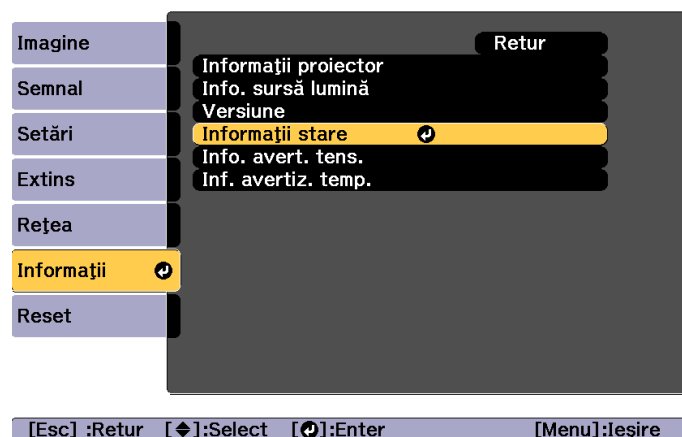 Imagine
Semnal
Setări
Extins
Reţea
Informaţii
Reset
Retur
Informaţii proiector
Info. sursă lumină
Versiune
Informaţii stare
Info. avert. tens.
Inf. avertiz. temp.
[Esc] :Retur [◆]:Select [↵]:Enter [Menu]:Ieşire